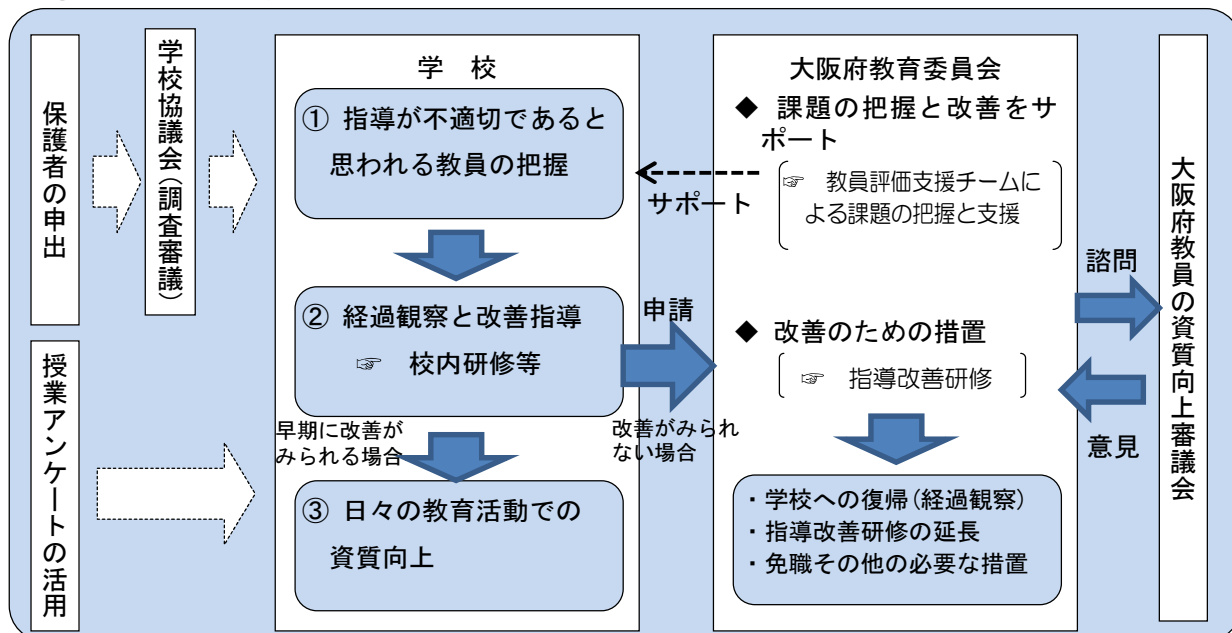 保護者の申出
学校協議会(調査審議)
授業アンケートの活用
学 校
① 指導が不適切であると
思われる教員の把握
② 経過観察と改善指導
☞ 校内研修等
早期に改善が
みられる場合
③ 日々の教育活動での
資質向上
サポート
申請
改善がみられ
ない場合
大阪府教育委員会
◆ 課題の把握と改善をサ
ポート
☞ 教員評価支援チームに
よる課題の把握と支援
◆ 改善のための措置
☞ 指導改善研修
・学校への復帰(経過観察)
・指導改善研修の延長
・免職その他の必要な措置
諮問
意見
大阪府教員の資質向上審議会